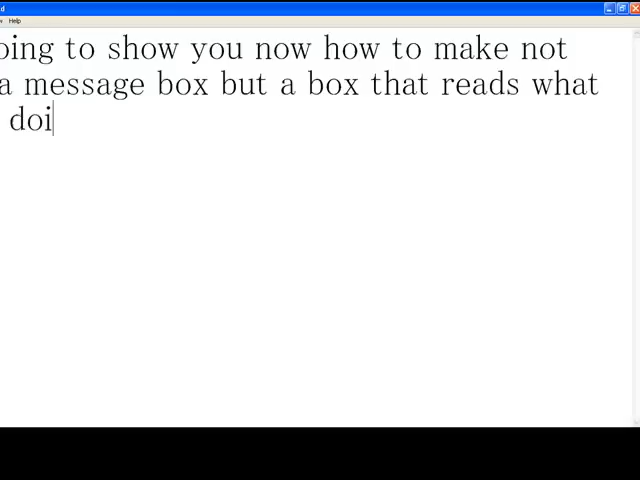 d
Help
oing to show you now how to make not
a message box but a box that reads what
doi